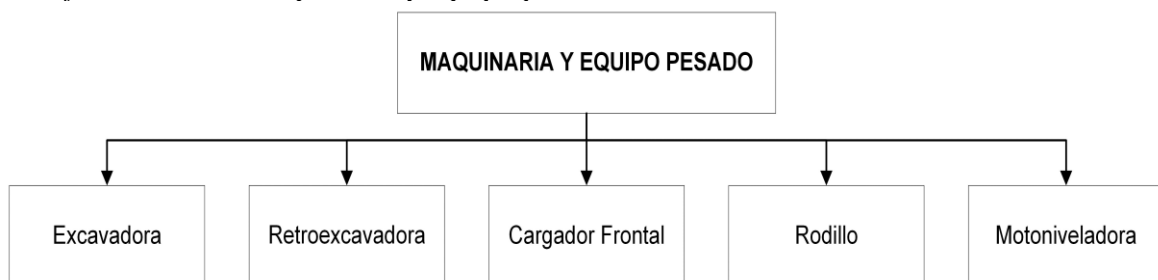 MAQUINARIA Y EQUIPO PESADO
Excavadora
Retroexcavadora
Cargador Frontal
Rodillo
Motoniveladora